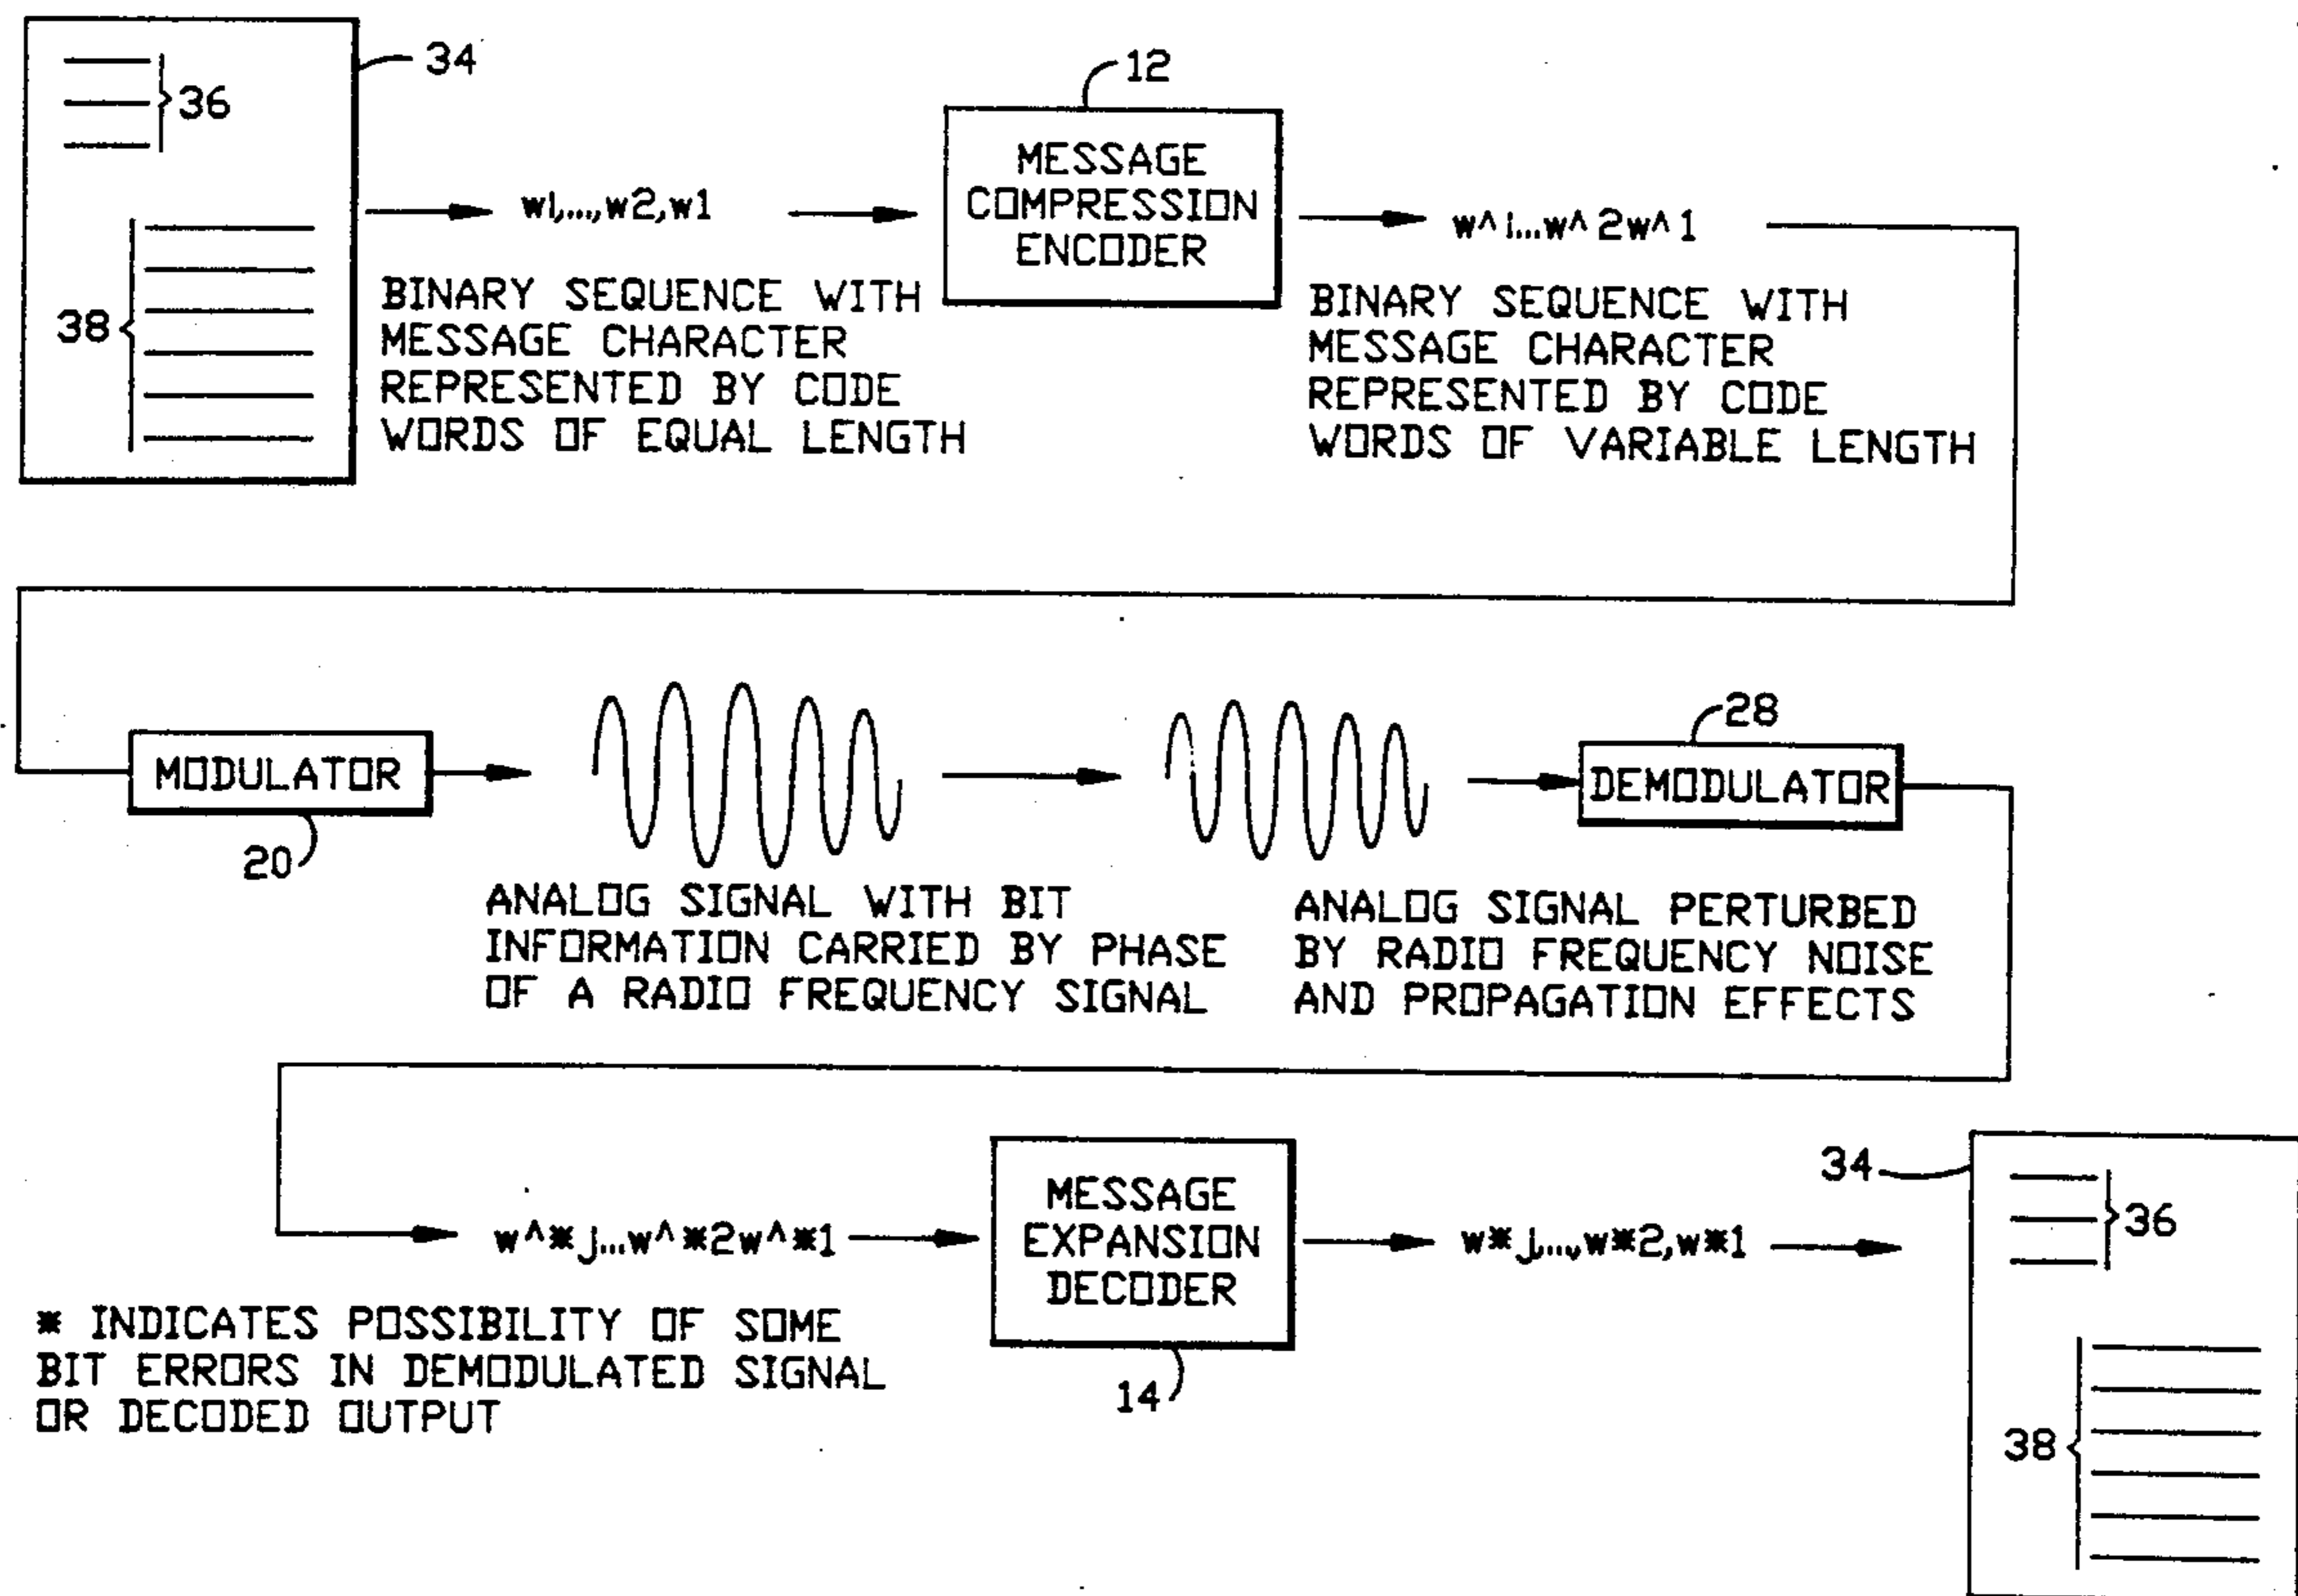 34
36
38
w1,...,w2,w1
BINARY SEQUENCE WITH
MESSAGE CHARACTER
REPRESENTED BY CODE
WORDS OF EQUAL LENGTH
12
MESSAGE
COMPRESSION
ENCODER
w^i...w^2w^1
BINARY SEQUENCE WITH
MESSAGE CHARACTER
REPRESENTED BY CODE
WORDS OF VARIABLE LENGTH
MODULATOR
20
ANALOG SIGNAL WITH BIT
INFORMATION CARRIED BY PHASE
OF A RADIO FREQUENCY SIGNAL
28
DEMODULATOR
ANALOG SIGNAL PERTURBED
BY RADIO FREQUENCY NOISE
AND PROPAGATION EFFECTS
w^*j...w^*2w^*1
* INDICATES POSSIBILITY OF SOME
BIT ERRORS IN DEMODULATED SIGNAL
OR DECODED OUTPUT
MESSAGE
EXPANSION
DECODER
14
w*j,...,w*2,w*1
34
36
38